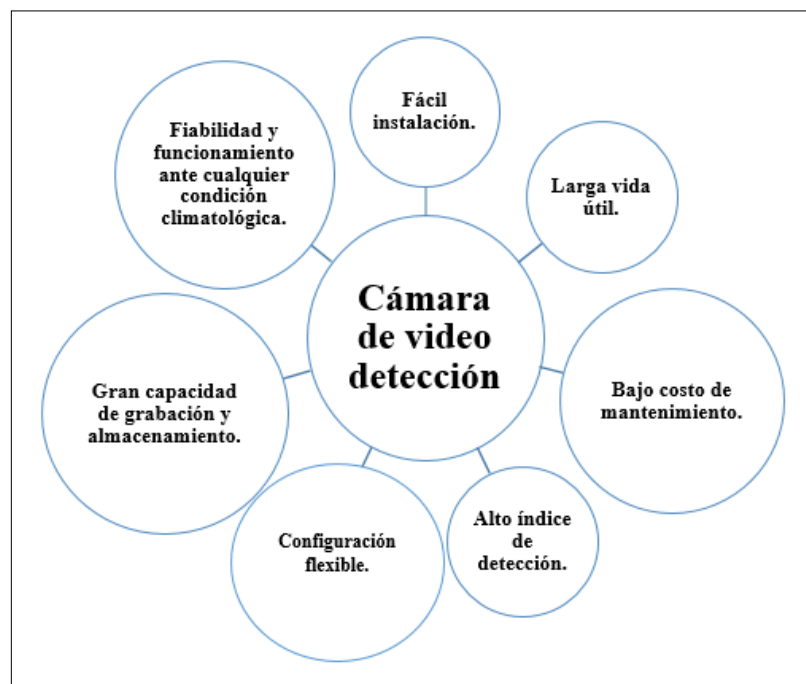 Cámara
de video
detección
Fácil
instalación.
Larga vida
útil.
Bajo costo de
mantenimiento.
Alto índice
de
detección.
Configuración
flexible.
Gran capacidad
de grabación y
almacenamiento.
Fiabilidad y
funcionamiento
ante cualquier
condición
climatológica.